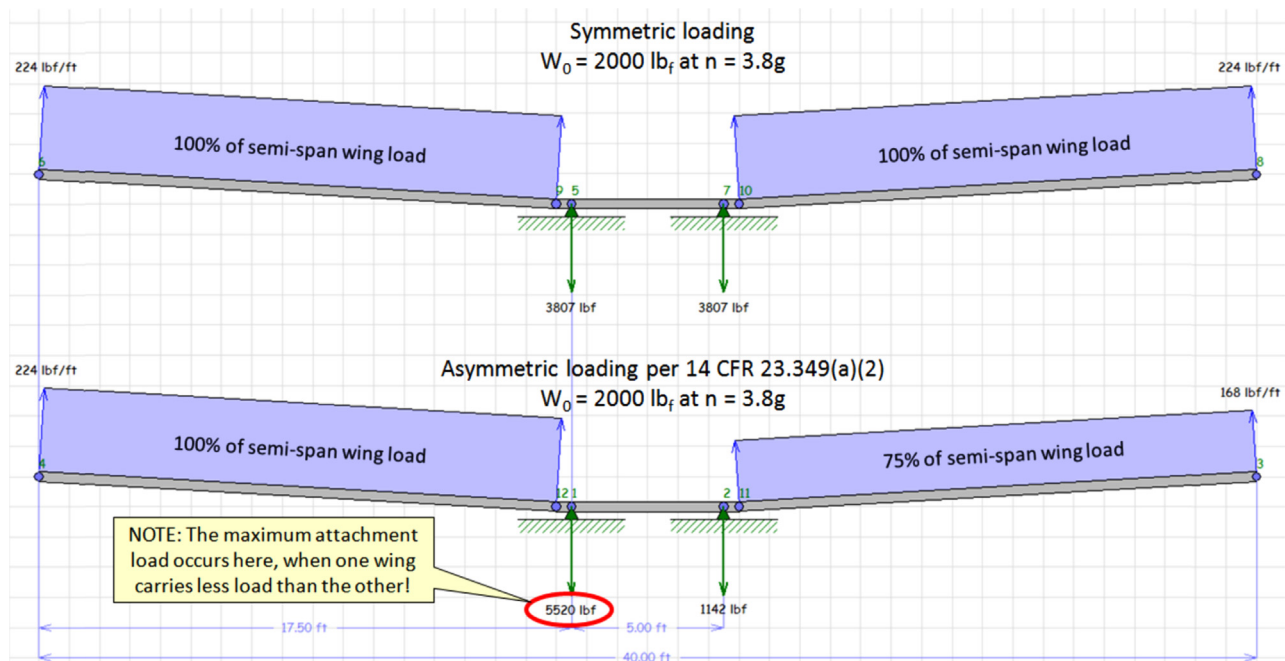 Symmetric loading
W₀ = 2000 lbf at n = 3.8g
224 lbf/ft
224 lbf/ft
100% of semi-span wing load
100% of semi-span wing load
6
8
9 5
7 10
3807 lbf
3807 lbf
Asymmetric loading per 14 CFR 23.349(a)(2)
W₀ = 2000 lbf at n = 3.8g
224 lbf/ft
168 lbf/ft
100% of semi-span wing load
75% of semi-span wing load
4
3
12 1
2 11
NOTE: The maximum attachment
load occurs here, when one wing
carries less load than the other!
5520 lbf
1142 lbf
17.50 ft
5.00 ft
40.00 ft